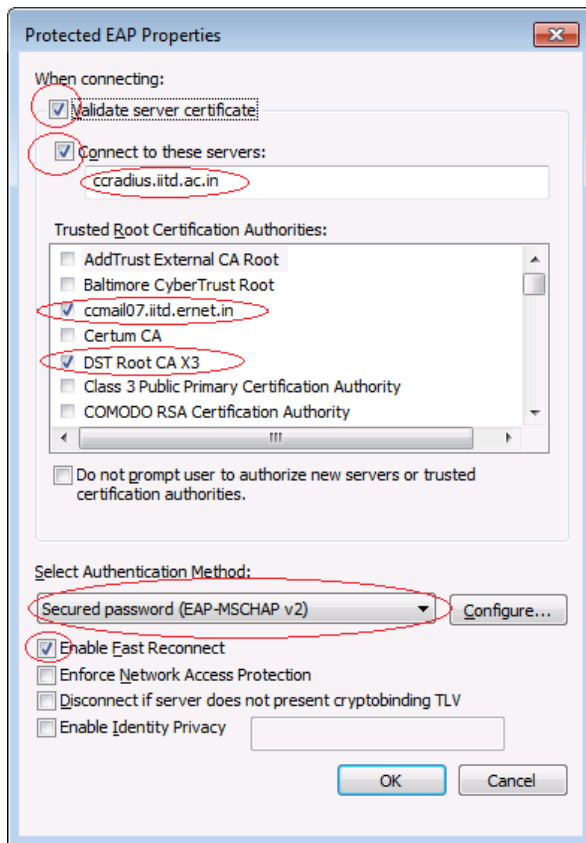 Protected EAP Properties
When connecting:
Validate server certificate
Connect to these servers:
ccradius.iitd.ac.in
Trusted Root Certification Authorities:
AddTrust External CA Root
Baltimore CyberTrust Root
ccmail07.iitd.ernet.in
Certum CA
DST Root CA X3
Class 3 Public Primary Certification Authority
COMODO RSA Certification Authority
Do not prompt user to authorize new servers or trusted
certification authorities.
Select Authentication Method:
Secured password (EAP-MSCHAP v2)
Configure...
Enable Fast Reconnect
Enforce Network Access Protection
Disconnect if server does not present cryptobinding TLV
Enable Identity Privacy
OK
Cancel